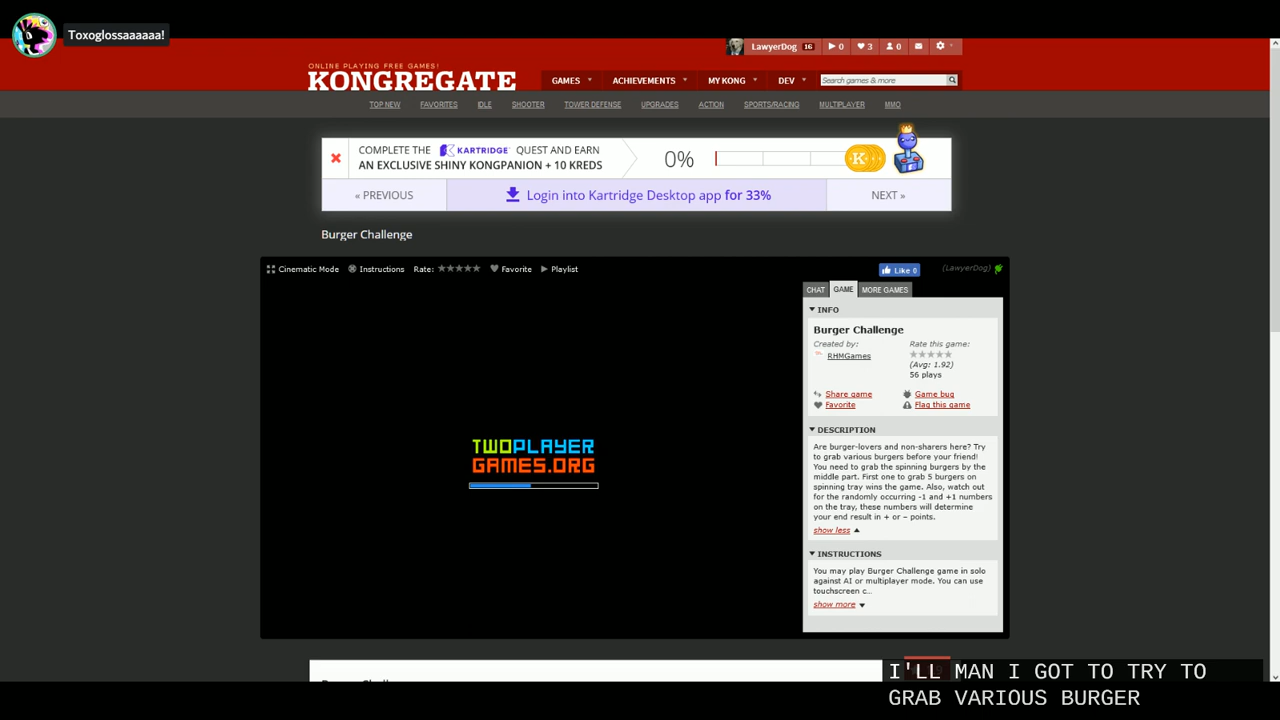 Toxoglossaaaaaa!
LawyerDog 16 0 3 0
ONLINE PLAYING FREE GAMES!
KONGREGATE
GAMES ACHIEVEMENTS MY KONG DEV Search games & more
TOP NEW FAVORITES IDLE SHOOTER TOWER DEFENSE UPGRADES ACTION SPORTS/RACING MULTIPLAYER MMO
COMPLETE THE KARTRIDGE QUEST AND EARN
AN EXCLUSIVE SHINY KONGPANION + 10 KREDS
0%
K
« PREVIOUS Login into Kartridge Desktop app for 33% NEXT »
Burger Challenge
Cinematic Mode Instructions Rate: Favorite Playlist Like 0 (LawyerDog)
CHAT GAME MORE GAMES
INFO
Burger Challenge
Created by: Rate this game:
RHMGames
(Avg: 1.92)
56 plays
Share game Game bug
Favorite Flag this game
DESCRIPTION
Are burger-lovers and non-sharers here? Try
to grab various burgers before your friend!
You need to grab the spinning burgers by the
middle part. First one to grab 5 burgers on
spinning tray wins the game. Also, watch out
for the randomly occurring -1 and +1 numbers
on the tray, these numbers will determine
your end result in + or – points.
show less
INSTRUCTIONS
You may play Burger Challenge game in solo
against AI or multiplayer mode. You can use
touchscreen c...
show more
TWOPLAYER
GAMES.ORG
I'LL MAN I GOT TO TRY TO
GRAB VARIOUS BURGER